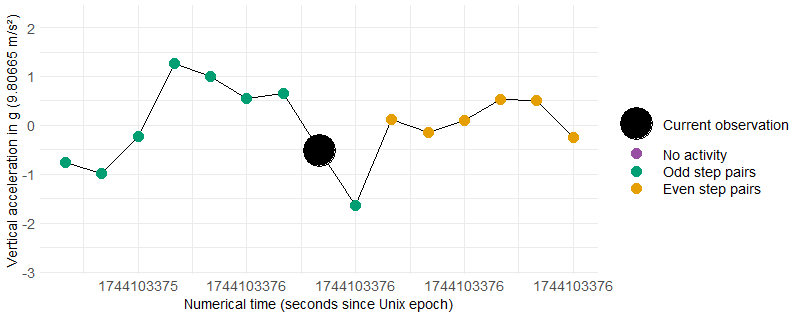 Vertical acceleration in g (9.80665 m/s²)
2
1
0
-1
-2
-3
1744103375
1744103376
1744103376
1744103376
1744103376
Numerical time (seconds since Unix epoch)
Current observation
No activity
Odd step pairs
Even step pairs